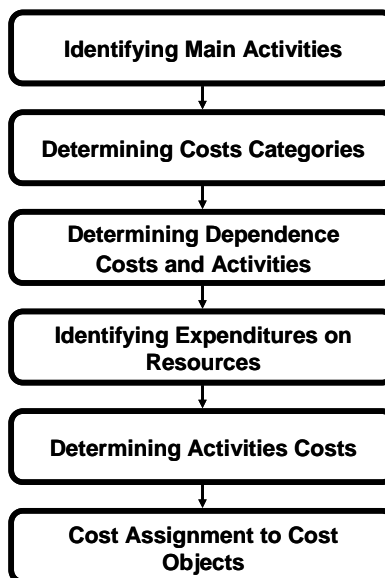 Identifying Main Activities
Determining Costs Categories
Determining Dependence
Costs and Activities
Identifying Expenditures on
Resources
Determining Activities Costs
Cost Assignment to Cost
Objects